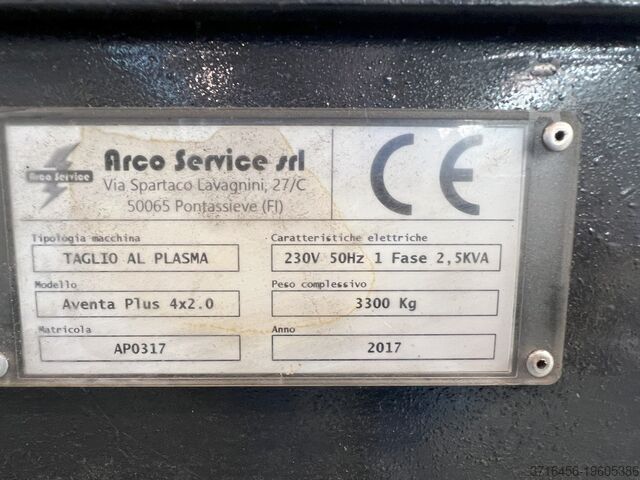 Arco Service
Arco Service srl
Via Spartaco Lavagnini, 27/C
50065 Pontassieve (FI)
CE
Tipologia macchina
TAGLIO AL PLASMA
Caratteristiche elettriche
230V 50Hz 1 Fase 2,5KVA
Modello
Aventa Plus 4x2.0
Peso complessivo
3300 Kg
Matricola
AP0317
Anno
2017
3716456-19605386